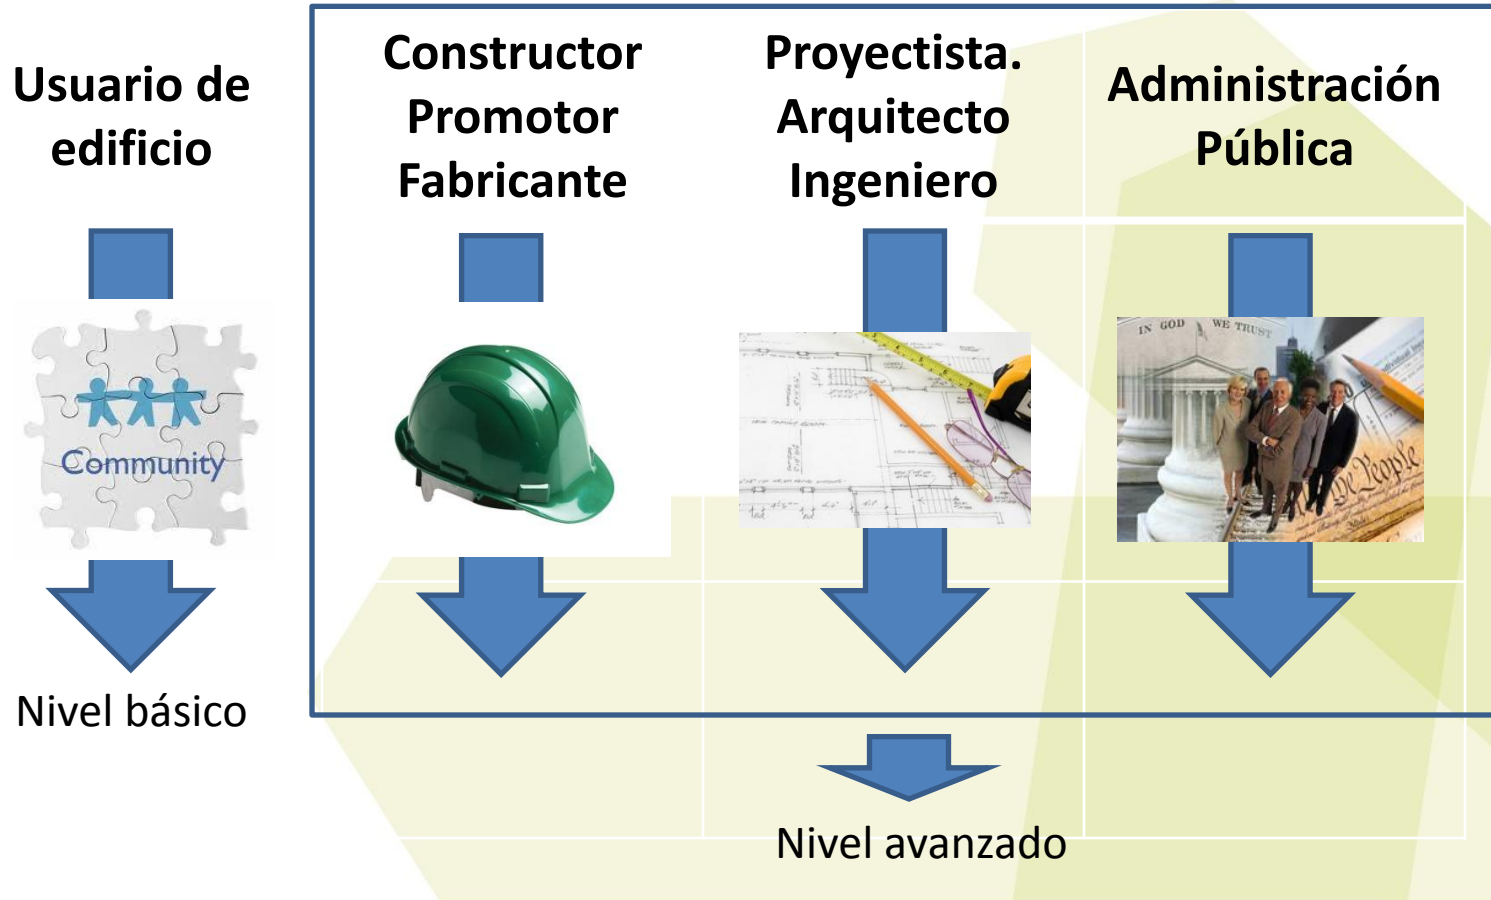 Usuario de
edificio
Constructor
Promotor
Fabricante
Proyectista.
Arquitecto
Ingeniero
Administración
Pública
Community
IN GOD WE TRUST
We People
Nivel básico
Nivel avanzado